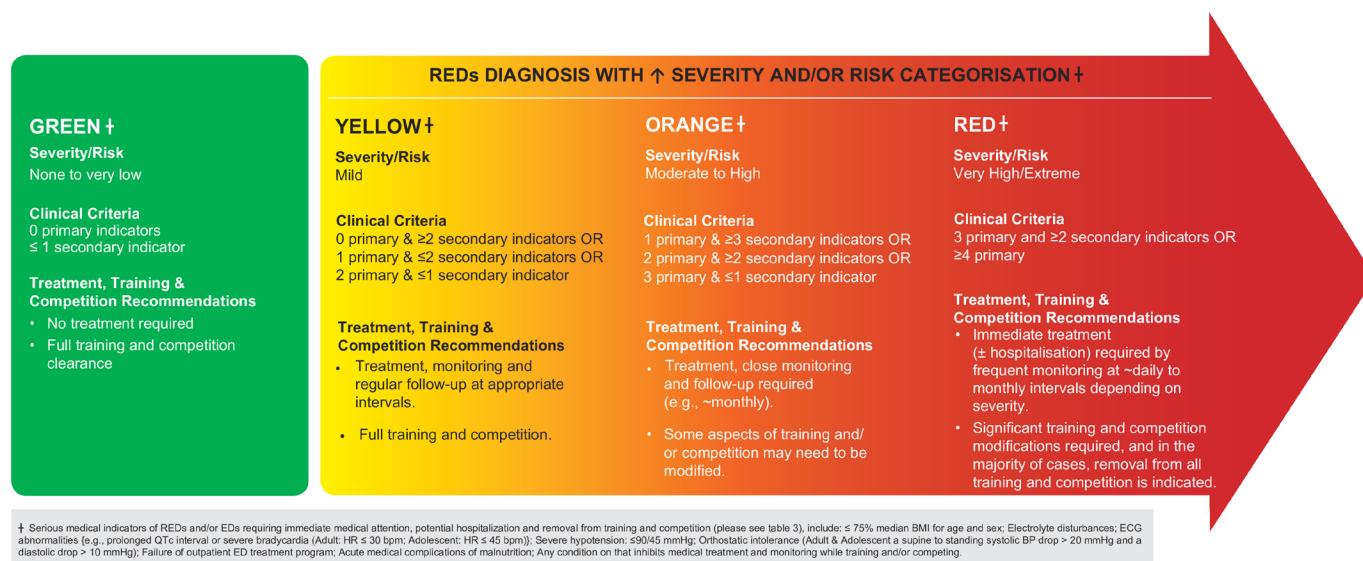 REDs DIAGNOSIS WITH ↑ SEVERITY AND/OR RISK CATEGORISATION ⸸
GREEN ⸸
Severity/Risk
None to very low
Clinical Criteria
0 primary indicators
≤ 1 secondary indicator
Treatment, Training &
Competition Recommendations
• No treatment required
• Full training and competition
clearance
YELLOW ⸸
Severity/Risk
Mild
Clinical Criteria
0 primary & ≥2 secondary indicators OR
1 primary & ≤2 secondary indicators OR
2 primary & ≤1 secondary indicator
Treatment, Training &
Competition Recommendations
• Treatment, monitoring and
regular follow-up at appropriate
intervals.
• Full training and competition.
ORANGE ⸸
Severity/Risk
Moderate to High
Clinical Criteria
1 primary & ≥3 secondary indicators OR
2 primary & ≥2 secondary indicators OR
3 primary & ≤1 secondary indicator
Treatment, Training &
Competition Recommendations
• Treatment, close monitoring
and follow-up required
(e.g., ~monthly).
• Some aspects of training and/
or competition may need to be
modified.
RED ⸸
Severity/Risk
Very High/Extreme
Clinical Criteria
3 primary and ≥2 secondary indicators OR
≥4 primary
Treatment, Training &
Competition Recommendations
• Immediate treatment
(± hospitalisation) required by
frequent monitoring at ~daily to
monthly intervals depending on
severity.
• Significant training and competition
modifications required, and in the
majority of cases, removal from all
training and competition is indicated.
⸸ Serious medical indicators of REDs and/or EDs requiring immediate medical attention, potential hospitalization and removal from training and competition (please see table 3), include: ≤ 75% median BMI for age and sex; Electrolyte disturbances; ECG
abnormalities {e.g., prolonged QTc interval or severe bradycardia (Adult: HR ≤ 30 bpm; Adolescent: HR ≤ 45 bpm)}; Severe hypotension: ≤90/45 mmHg; Orthostatic intolerance (Adult & Adolescent a supine to standing systolic BP drop > 20 mmHg and a
diastolic drop > 10 mmHg); Failure of outpatient ED treatment program; Acute medical complications of malnutrition; Any condition on that inhibits medical treatment and monitoring while training and/or competing.